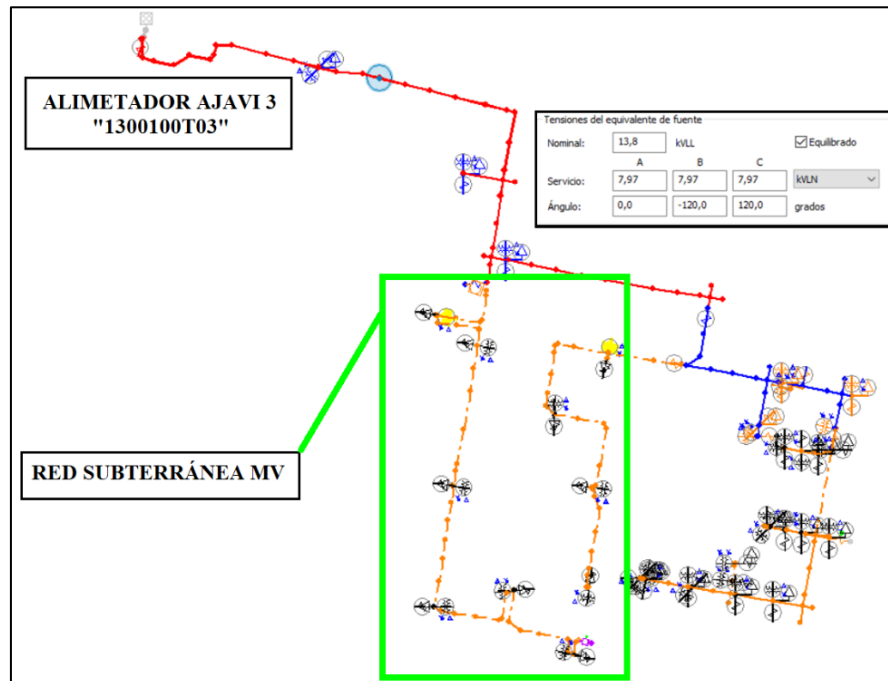 ALIMETADOR AJAVI 3
"1300100T03"
Tensiones del equivalente de fuente
Nominal: 13,8 kVLL Equilibrado
A B C
Servicio: 7,97 7,97 7,97 kVLN
Ángulo: 0,0 -120,0 120,0 grados
RED SUBTERRÁNEA MV